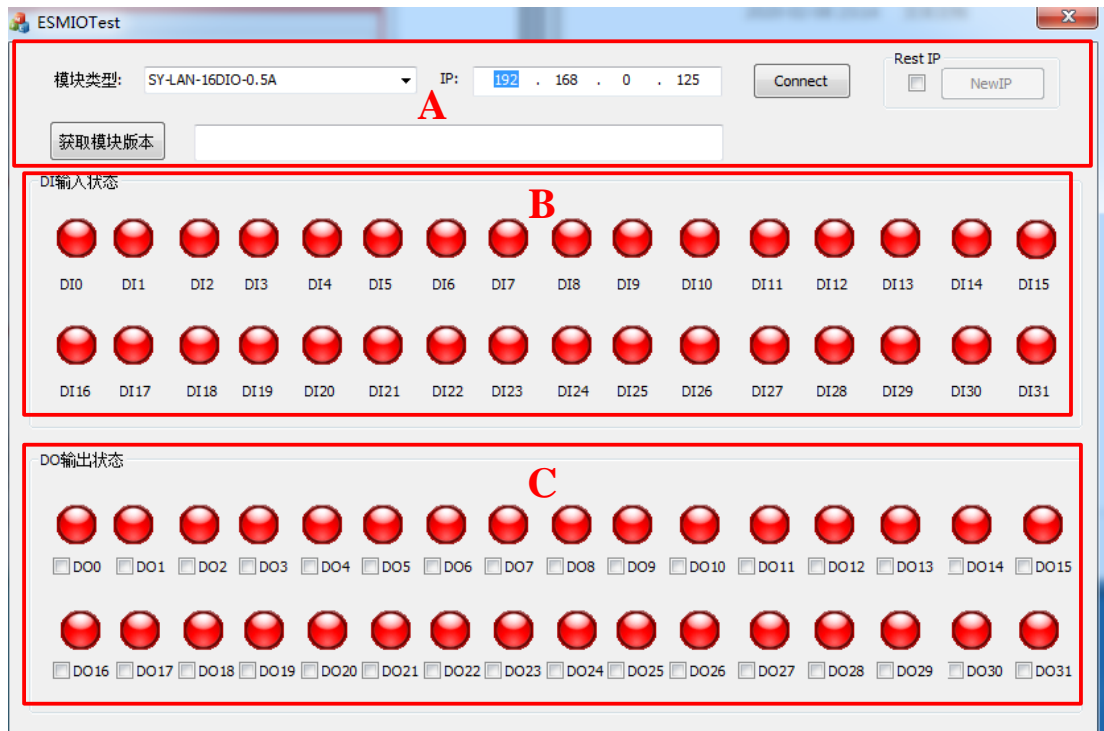 ESMIOTest
Rest IP
模块类型: SY-LAN-16DIO-0.5A IP: 192 . 168 . 0 . 125 Connect NewIP
A
获取模块版本
DI输入状态
B
DI0 DI1 DI2 DI3 DI4 DI5 DI6 DI7 DI8 DI9 DI10 DI11 DI12 DI13 DI14 DI15
DI16 DI17 DI18 DI19 DI20 DI21 DI22 DI23 DI24 DI25 DI26 DI27 DI28 DI29 DI30 DI31
DO输出状态
C
DO0 DO1 DO2 DO3 DO4 DO5 DO6 DO7 DO8 DO9 DO10 DO11 DO12 DO13 DO14 DO15
DO16 DO17 DO18 DO19 DO20 DO21 DO22 DO23 DO24 DO25 DO26 DO27 DO28 DO29 DO30 DO31